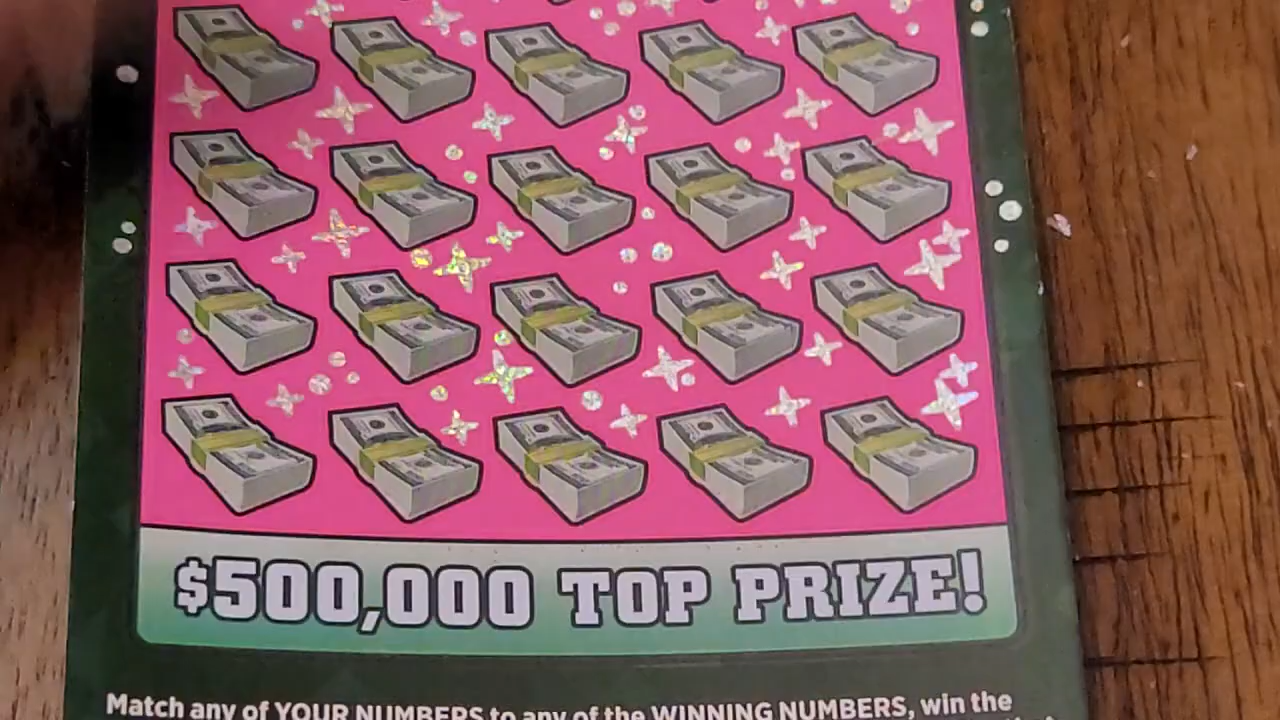 $500,000 TOP PRIZE!
Match any of YOUR NUMBERS to any of the WINNING NUMBERS, win the